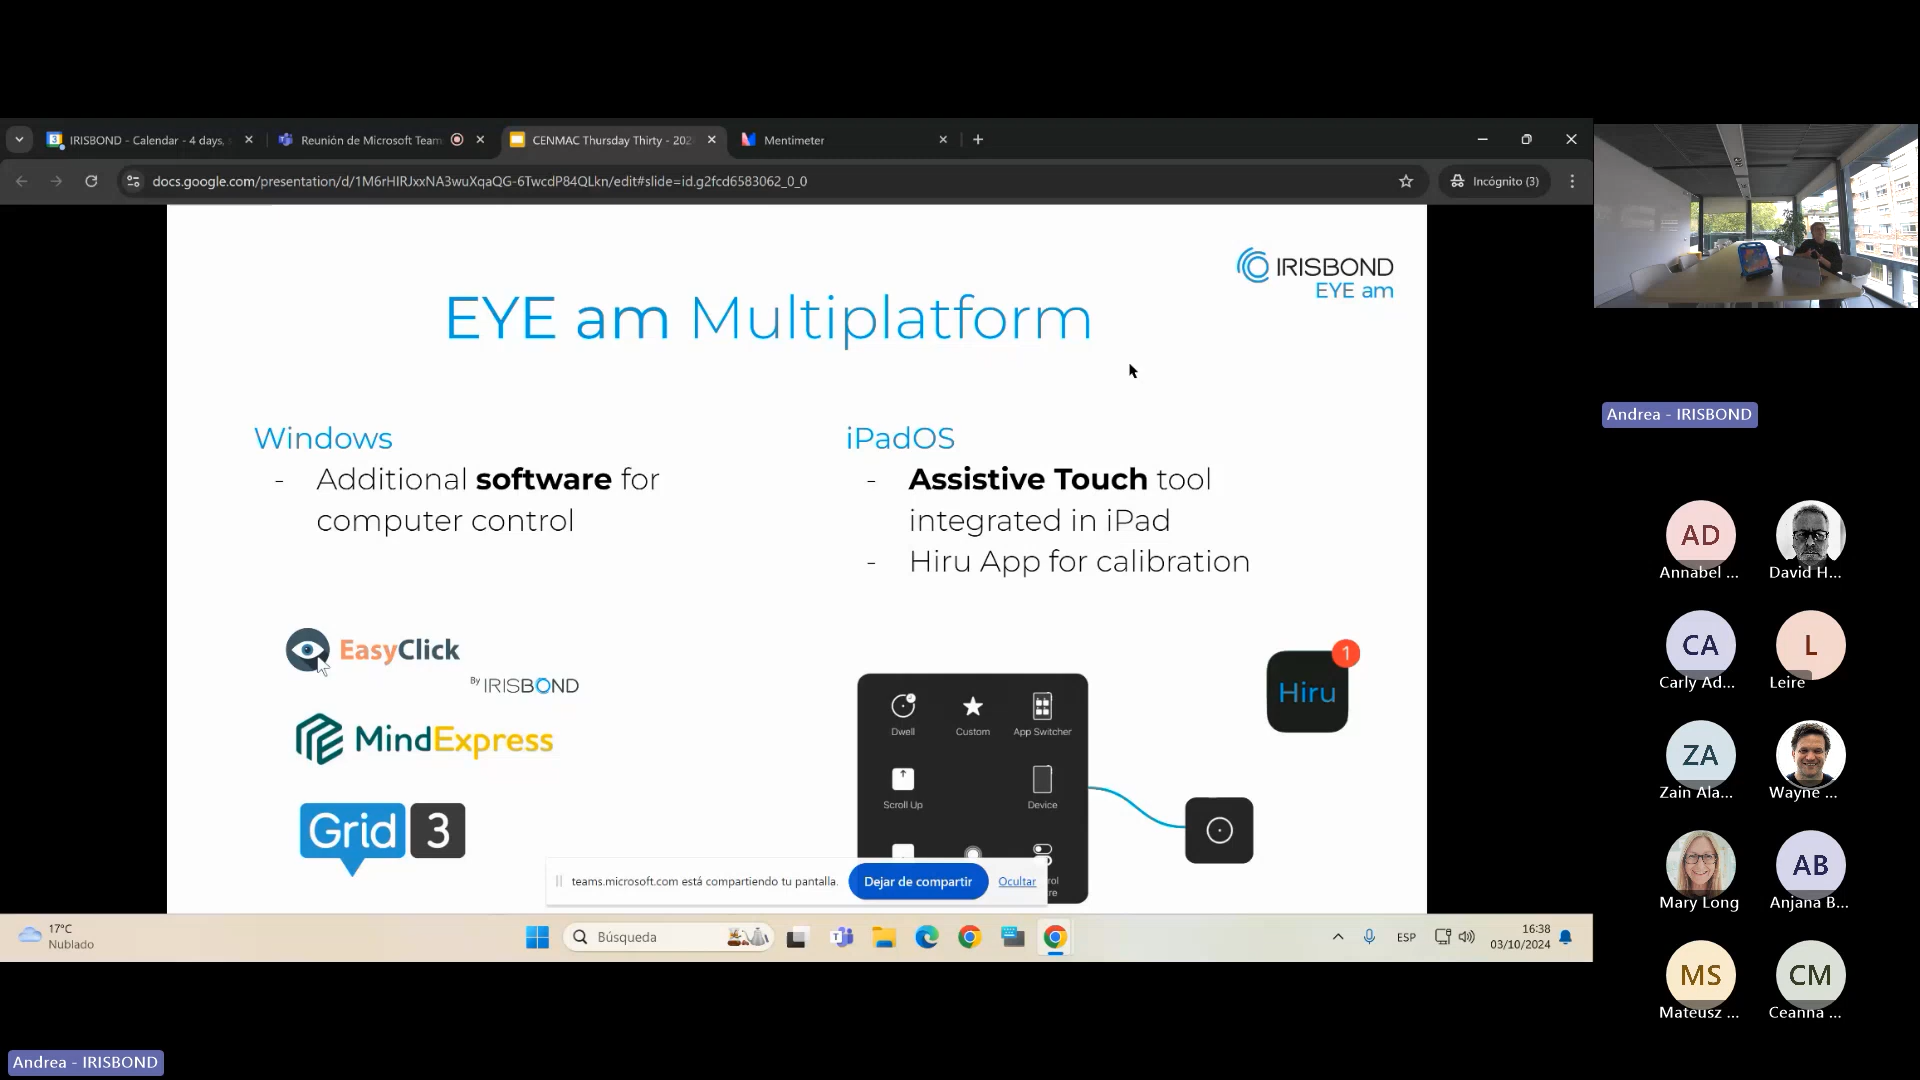 IRISBOND - Calendar - 4 days,
Reunión de Microsoft Team
CENMAC Thursday Thirty - 202
Mentimeter
docs.google.com/presentation/d/1M6rHIRJxxNA3wuXqaQG-6TwcdP84QLkn/edit#slide=id.g2fcd6583062_0_0
Incógnito (3)
IRISBOND
EYE am
EYE am Multiplatform
Windows
- Additional software for
computer control
EasyClick
By IRISBOND
MindExpress
Grid 3
iPadOS
- Assistive Touch tool
integrated in iPad
- Hiru App for calibration
Dwell
Custom
App Switcher
Scroll Up
Device
Hiru
1
teams.microsoft.com está compartiendo tu pantalla.
Dejar de compartir
Ocultar
17°C
Nublado
Búsqueda
ESP
16:38
03/10/2024
Andrea - IRISBOND
AD
Annabel ...
David H...
CA
Carly Ad...
L
Leire
ZA
Zain Ala...
Wayne ...
Mary Long
AB
Anjana B...
MS
Mateusz ...
CM
Ceanna ...
Andrea - IRISBOND